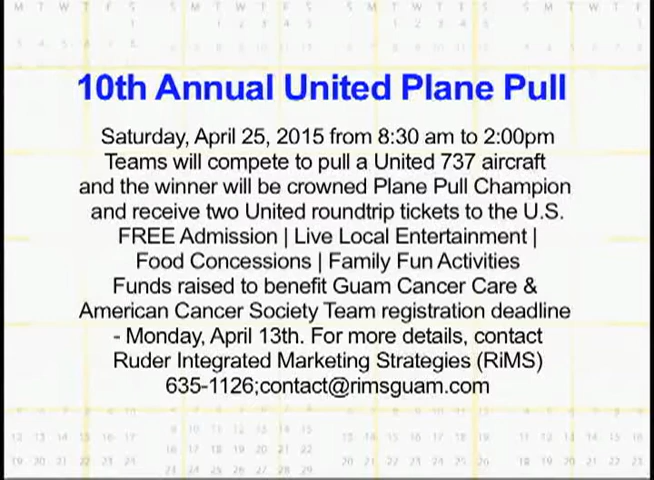 10th Annual United Plane Pull
Saturday, April 25, 2015 from 8:30 am to 2:00pm
Teams will compete to pull a United 737 aircraft
and the winner will be crowned Plane Pull Champion
and receive two United roundtrip tickets to the U.S.
FREE Admission | Live Local Entertainment |
Food Concessions | Family Fun Activities
Funds raised to benefit Guam Cancer Care &
American Cancer Society Team registration deadline
- Monday, April 13th. For more details, contact
Ruder Integrated Marketing Strategies (RiMS)
635-1126;contact@rimsguam.com